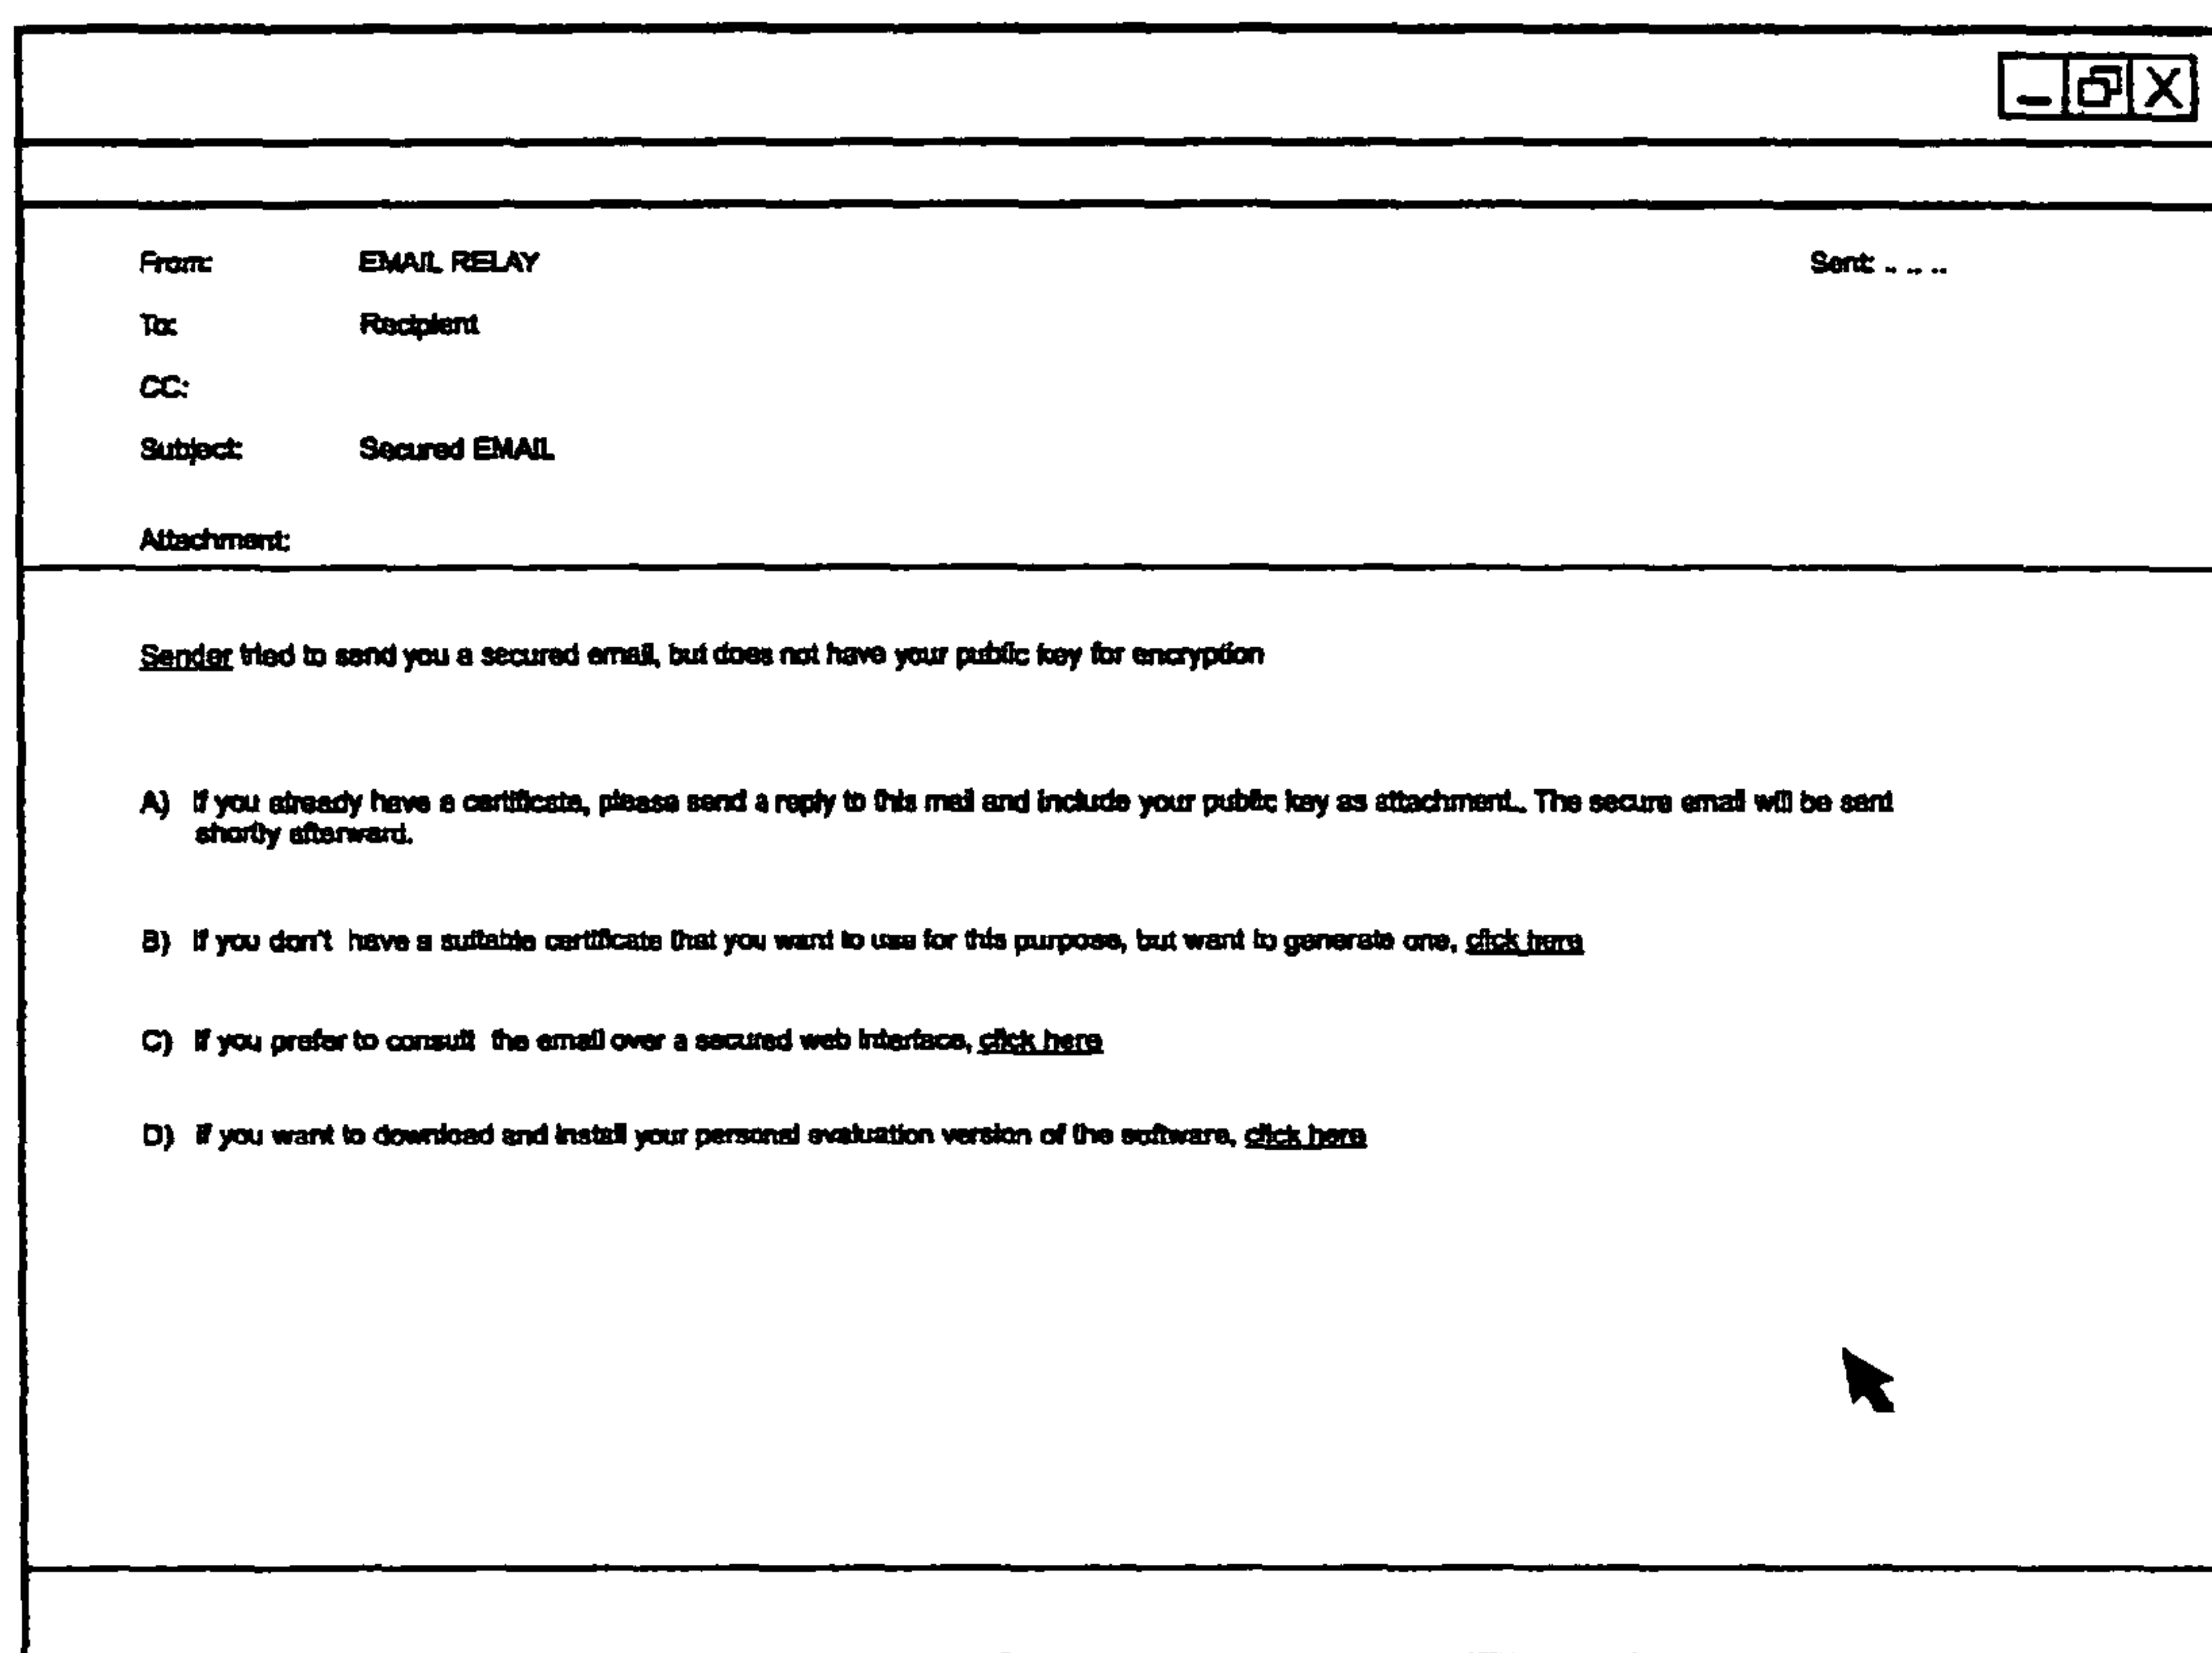 From: EMAIL RELAY Sent: .. .. ..
To: Recipient
CC:
Subject: Secured EMAIL
Attachment:
Sender tried to send you a secured email, but does not have your public key for encryption
A) If you already have a certificate, please send a reply to this mail and include your public key as attachment.. The secure email will be sent
shortly afterward.
B) If you don't have a suitable certificate that you want to use for this purpose, but want to generate one, click here
C) If you prefer to consult the email over a secured web interface, click here
D) If you want to download and install your personal evaluation version of the software, click here